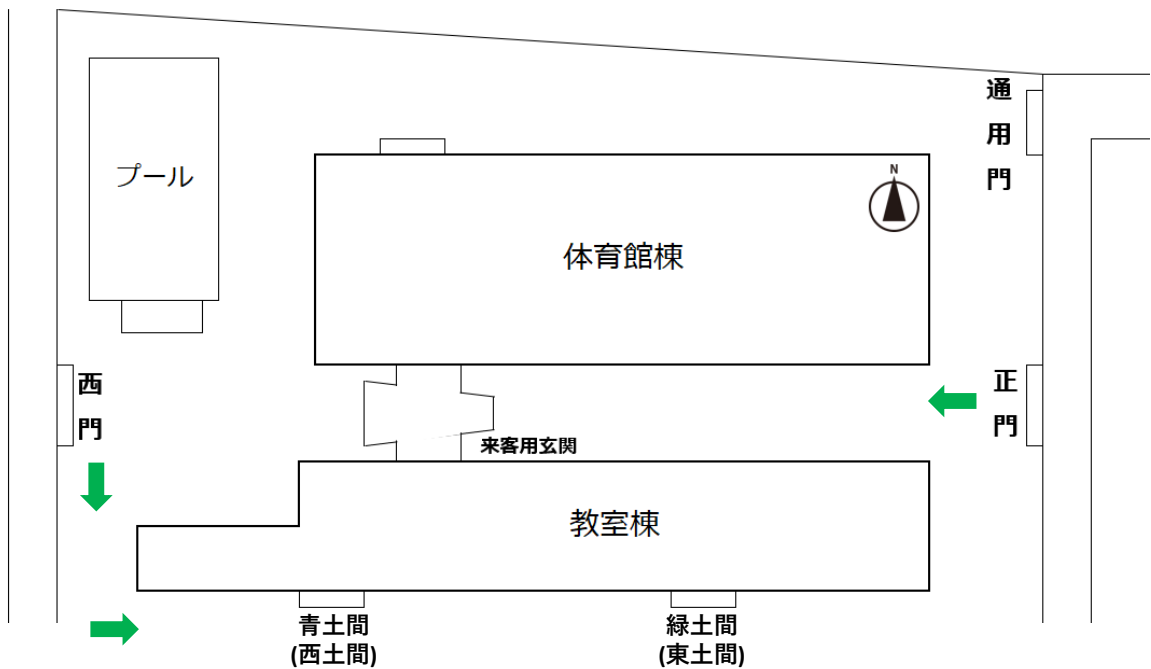 通用門
プール
N
体育館棟
西門
正門
来客用玄関
教室棟
青土間
(西土間)
緑土間
(東土間)